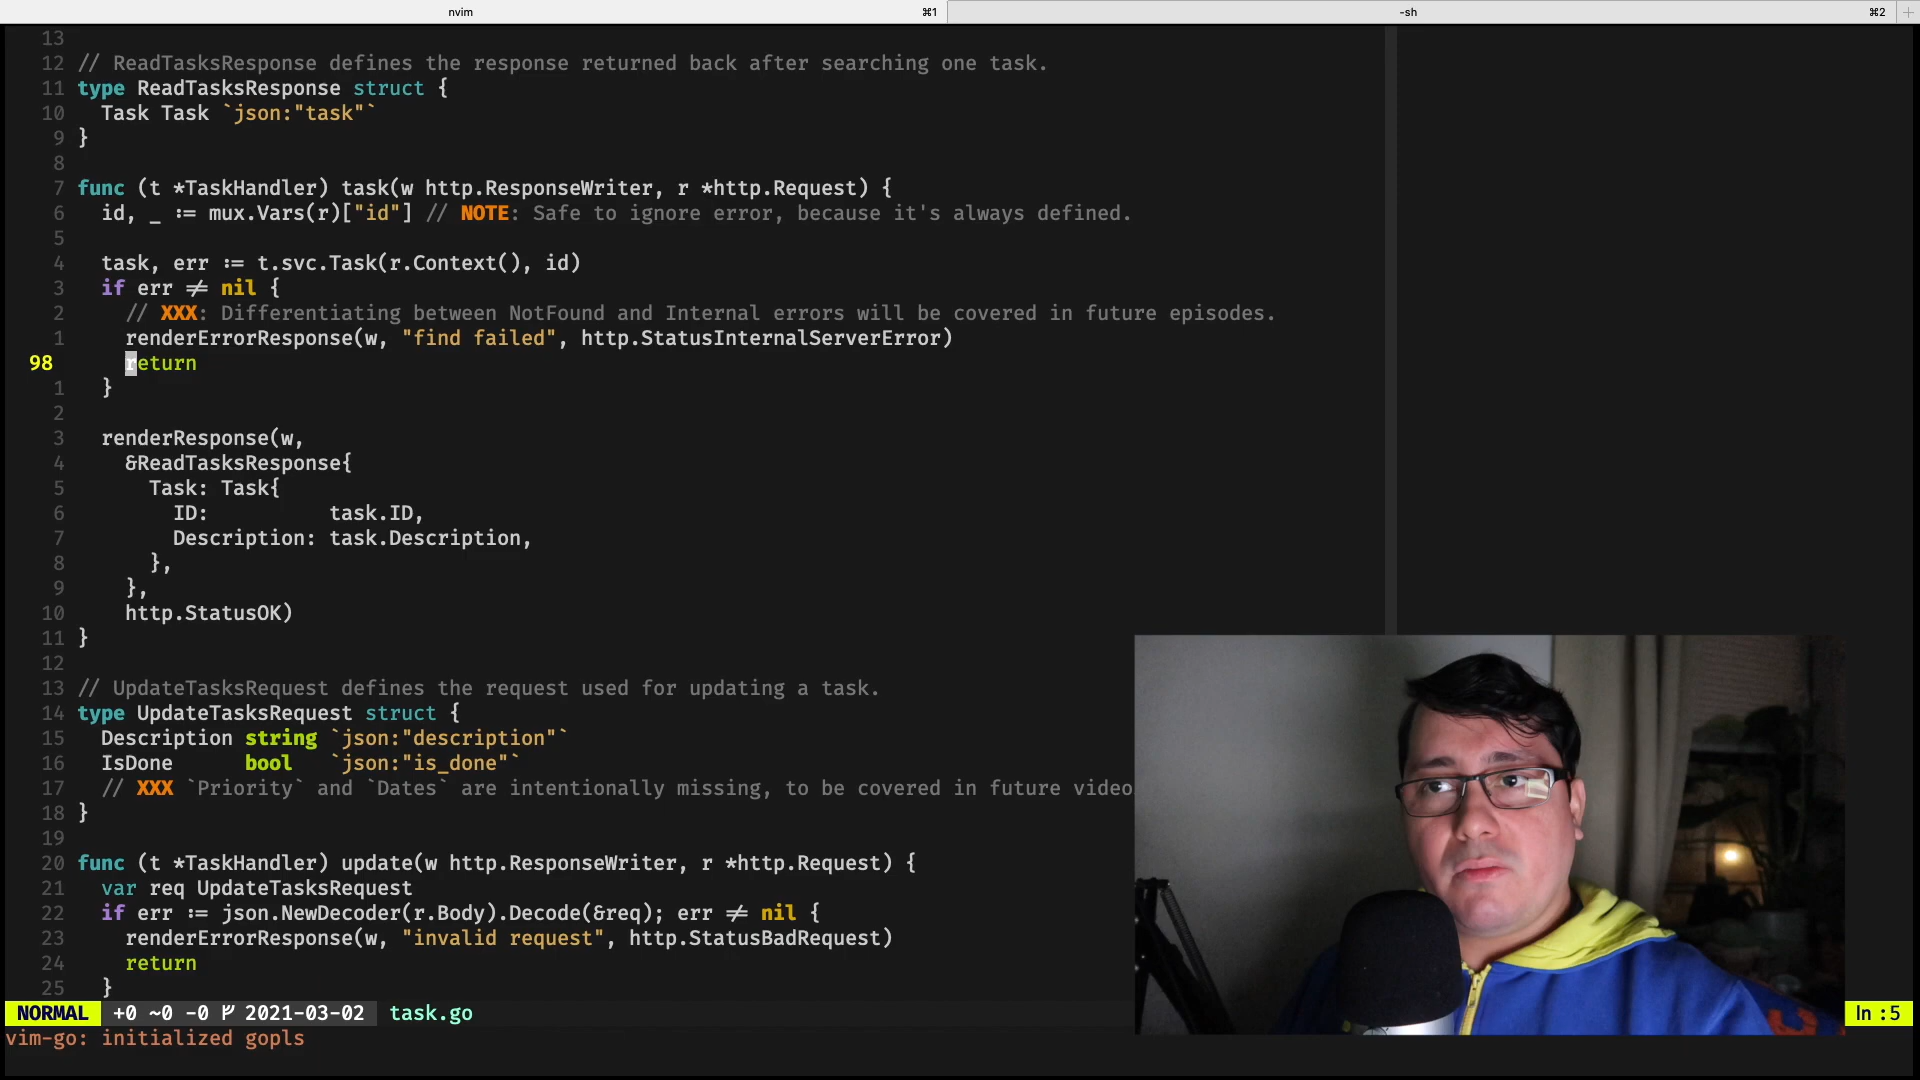 nvim ⌘1 -sh ⌘2 +
13
12 // ReadTasksResponse defines the response returned back after searching one task.
11 type ReadTasksResponse struct {
10 Task Task `json:"task"`
9 }
8
7 func (t *TaskHandler) task(w http.ResponseWriter, r *http.Request) {
6 id, _ := mux.Vars(r)["id"] // NOTE: Safe to ignore error, because it's always defined.
5
4 task, err := t.svc.Task(r.Context(), id)
3 if err ≠ nil {
2 // XXX: Differentiating between NotFound and Internal errors will be covered in future episodes.
1 renderErrorResponse(w, "find failed", http.StatusInternalServerError)
98 return
1 }
2
3 renderResponse(w,
4 &ReadTasksResponse{
5 Task: Task{
6 ID: task.ID,
7 Description: task.Description,
8 },
9 },
10 http.StatusOK)
11 }
12
13 // UpdateTasksRequest defines the request used for updating a task.
14 type UpdateTasksRequest struct {
15 Description string `json:"description"`
16 IsDone bool `json:"is_done"`
17 // XXX `Priority` and `Dates` are intentionally missing, to be covered in future video
18 }
19
20 func (t *TaskHandler) update(w http.ResponseWriter, r *http.Request) {
21 var req UpdateTasksRequest
22 if err := json.NewDecoder(r.Body).Decode(&req); err ≠ nil {
23 renderErrorResponse(w, "invalid request", http.StatusBadRequest)
24 return
25 }
NORMAL +0 ~0 -0 ᚠ 2021-03-02 task.go ln :5
vim-go: initialized gopls